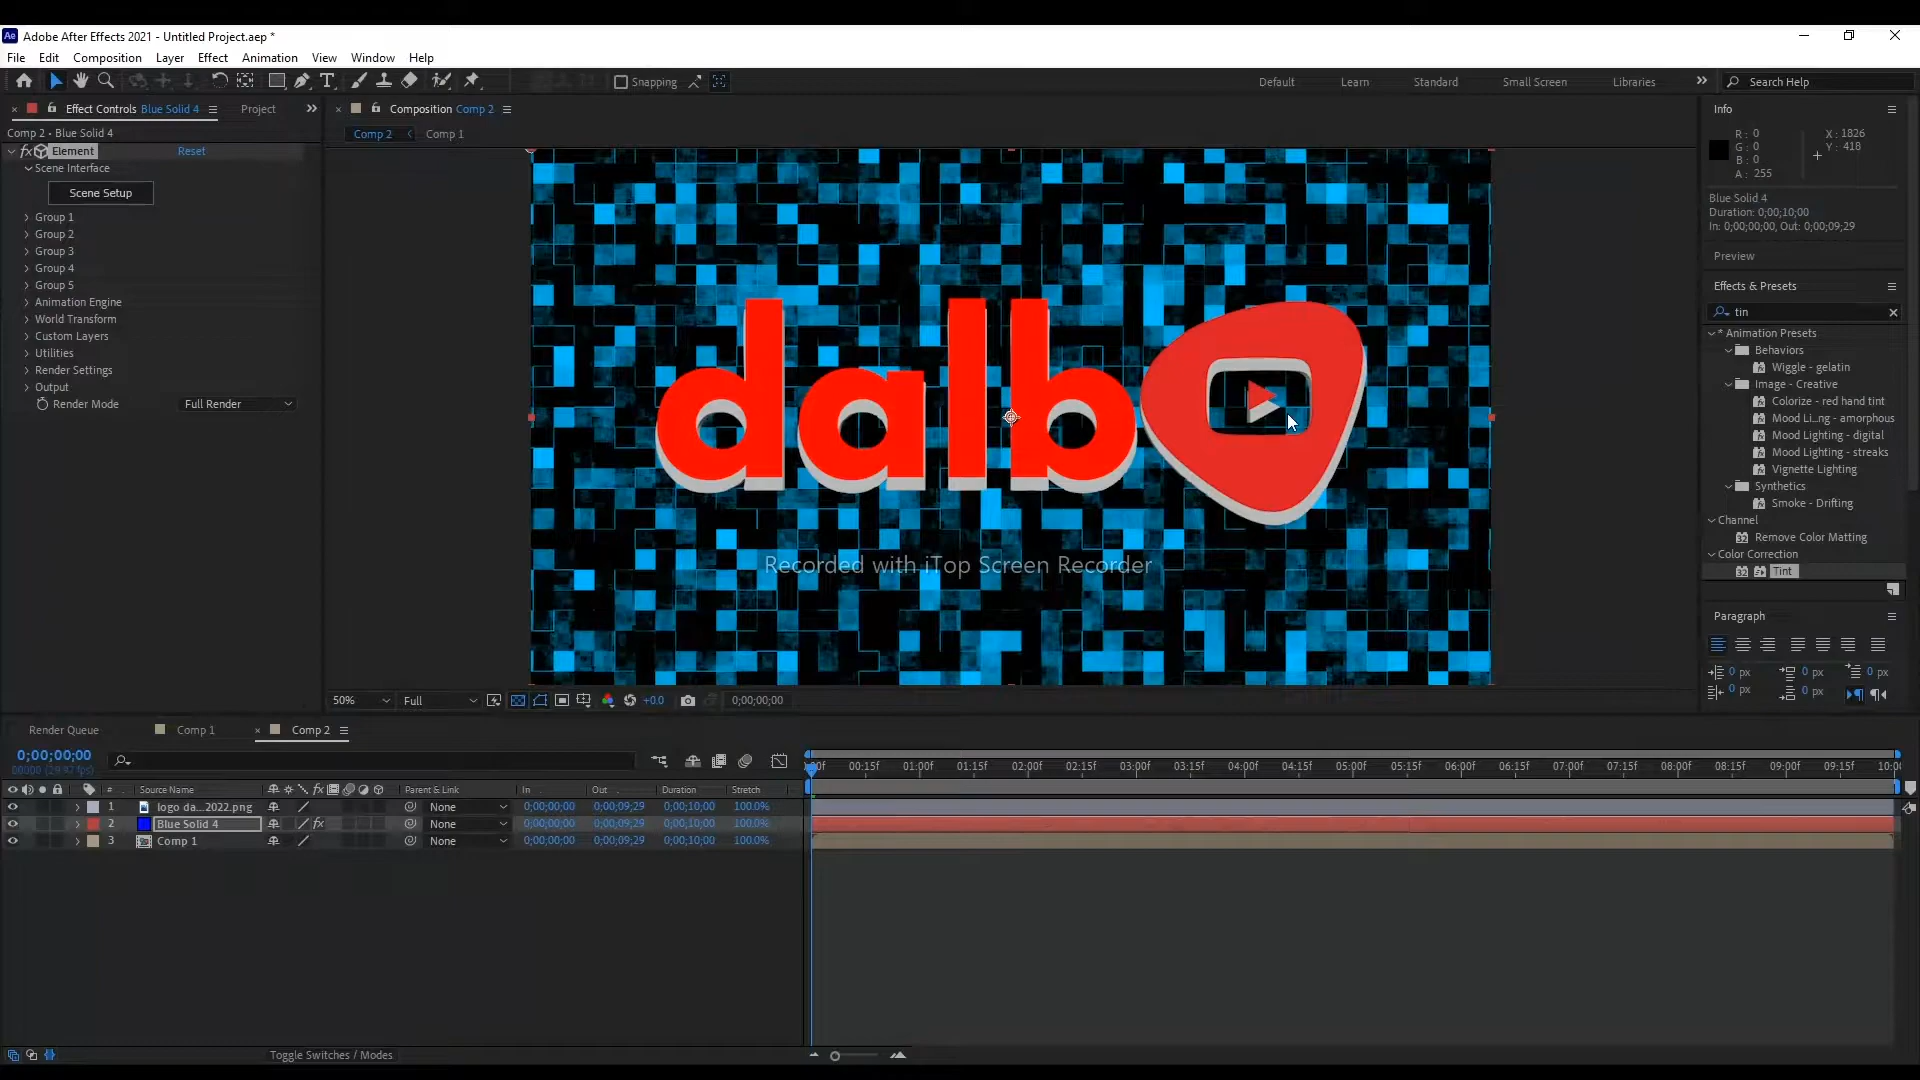 Adobe After Effects 2021 - Untitled Project.aep *
File Edit Composition Layer Effect Animation View Window Help
Snapping
Default Learn Standard Small Screen Libraries
Search Help
Effect Controls Blue Solid 4
Project
Comp 2 • Blue Solid 4
fx Element Reset
Scene Interface
Scene Setup
Group 1
Group 2
Group 3
Group 4
Group 5
Animation Engine
World Transform
Custom Layers
Utilities
Render Settings
Output
Render Mode Full Render
Composition Comp 2
Comp 2 Comp 1
dalb
Recorded with iTop Screen Recorder
50% Full +0.0 0;00;00;00
Info
R: 0 X: 1826
G: 0 Y: 418
B: 0
A: 255
Blue Solid 4
Duration: 0;00;10;00
In: 0;00;00;00, Out: 0;00;09;29
Preview
Effects & Presets
tin
* Animation Presets
Behaviors
Wiggle - gelatin
Image - Creative
Colorize - red hand tint
Mood Li...ng - amorphous
Mood Lighting - digital
Mood Lighting - streaks
Vignette Lighting
Synthetics
Smoke - Drifting
Channel
32 Remove Color Matting
Color Correction
32 Tint
Paragraph
0 px 0 px 0 px
0 px 0 px
Render Queue Comp 1 Comp 2
0;00;00;00
00000 (29.97 fps)
# Source Name fx Parent & Link In Out Duration Stretch
1 logo da...2022.png None 0;00;00;00 0;00;09;29 0;00;10;00 100.0%
2 Blue Solid 4 fx None 0;00;00;00 0;00;09;29 0;00;10;00 100.0%
3 Comp 1 None 0;00;00;00 0;00;09;29 0;00;10;00 100.0%
00:15f 01:00f 01:15f 02:00f 02:15f 03:00f 03:15f 04:00f 04:15f 05:00f 05:15f 06:00f 06:15f 07:00f 07:15f 08:00f 08:15f 09:00f 09:15f
Toggle Switches / Modes